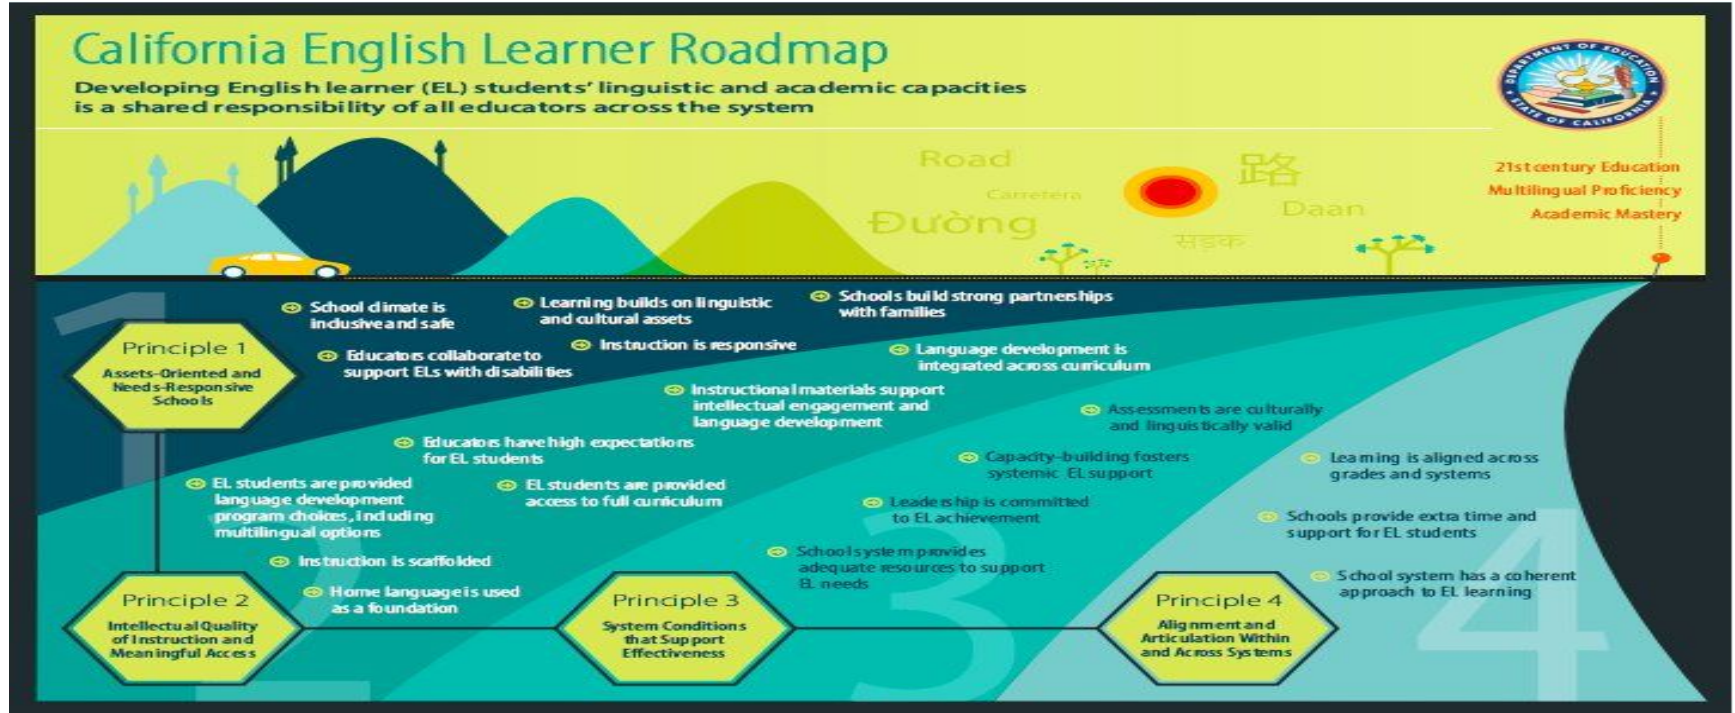 California English Learner Roadmap
Developing English learner (EL) students' linguistic and academic capacities
is a shared responsibility of all educators across the system
DEPARTMENT OF EDUCATION
STATE OF CALIFORNIA
Road
Carretera
Đường
路
Daan
सड़क
21st century Education
Multilingual Proficiency
Academic Mastery
1
Principle 1
Assets-Oriented and
Needs-Responsive
Schools
School climate is
inclusive and safe
Learning builds on linguistic
and cultural assets
Schools build strong partnerships
with families
Educators collaborate to
support ELs with disabilities
Instruction is responsive
2
Principle 2
Intellectual Quality
of Instruction and
Meaningful Access
Language development is
integrated across curriculum
Instructional materials support
intellectual engagement and
language development
Educators have high expectations
for EL students
EL students are provided
language development
program choices, including
multilingual options
EL students are provided
access to full curriculum
Instruction is scaffolded
Home language is used
as a foundation
3
Principle 3
System Conditions
that Support
Effectiveness
Assessments are culturally
and linguistically valid
Capacity-building fosters
systemic EL support
Leadership is committed
to EL achievement
School system provides
adequate resources to support
EL needs
4
Principle 4
Alignment and
Articulation Within
and Across Systems
Learning is aligned across
grades and systems
Schools provide extra time and
support for EL students
School system has a coherent
approach to EL learning